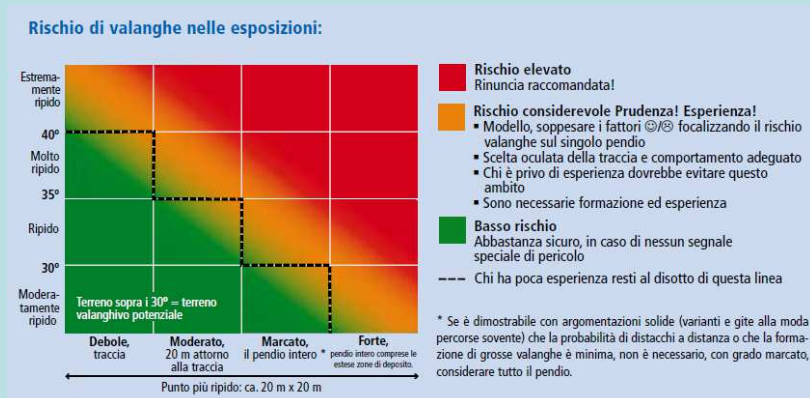 Rischio di valanghe nelle esposizioni:
Estrema-
mente
ripido
40°
Molto
ripido
35°
Ripido
30°
Modera-
tamente
ripido
Terreno sopra i 30° = terreno
valanghivo potenziale
Debole,
traccia
Moderato,
20 m attorno
alla traccia
Marcato,
il pendio intero *
Forte,
pendio intero comprese le
estese zone di deposito.
Punto più ripido: ca. 20 m x 20 m
Rischio elevato
Rinuncia raccomandata!
Rischio considerevole Prudenza! Esperienza!
▪ Modello, soppesare i fattori ☺/☹ focalizzando il rischio
valanghe sul singolo pendio
▪ Scelta oculata della traccia e comportamento adeguato
▪ Chi è privo di esperienza dovrebbe evitare questo
ambito
▪ Sono necessarie formazione ed esperienza
Basso rischio
Abbastanza sicuro, in caso di nessun segnale
speciale di pericolo
--- Chi ha poca esperienza resti al disotto di questa linea
* Se è dimostrabile con argomentazioni solide (varianti e gite alla moda
percorse sovente) che la probabilità di distacchi a distanza o che la forma-
zione di grosse valanghe è minima, non è necessario, con grado marcato,
considerare tutto il pendio.